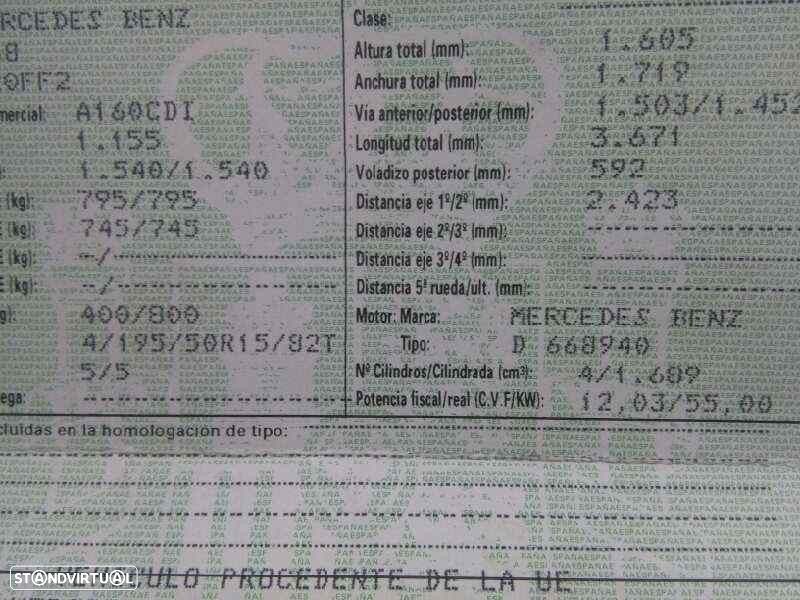 RCEDES BENZ
8
0FF2
mercial: A160CDI
1.155
1.540/1.540
(kg): 795/795
E (kg): 745/745
E (kg): --/--
E (kg): --/--
g): 400/800
4/195/50R15/82T
5/5
ega:
Clase:
Altura total (mm): 1.605
Anchura total (mm): 1.719
Vía anterior/posterior (mm): 1.503/1.452
Longitud total (mm): 3.671
Voladizo posterior (mm): 592
Distancia eje 1º/2º (mm): 2.423
Distancia eje 2º/3º (mm):
Distancia eje 3º/4º (mm):
Distancia 5ª rueda/ult. (mm):
Motor: Marca: MERCEDES BENZ
Tipo: D 668940
Nº Cilindros/Cilindrada (cm³): 4/1.689
Potencia fiscal/real (C.V.F/KW): 12,03/55,00
cluidas en la homologación de tipo:
VEHICULO PROCEDENTE DE LA UE
STANDVIRTUAL